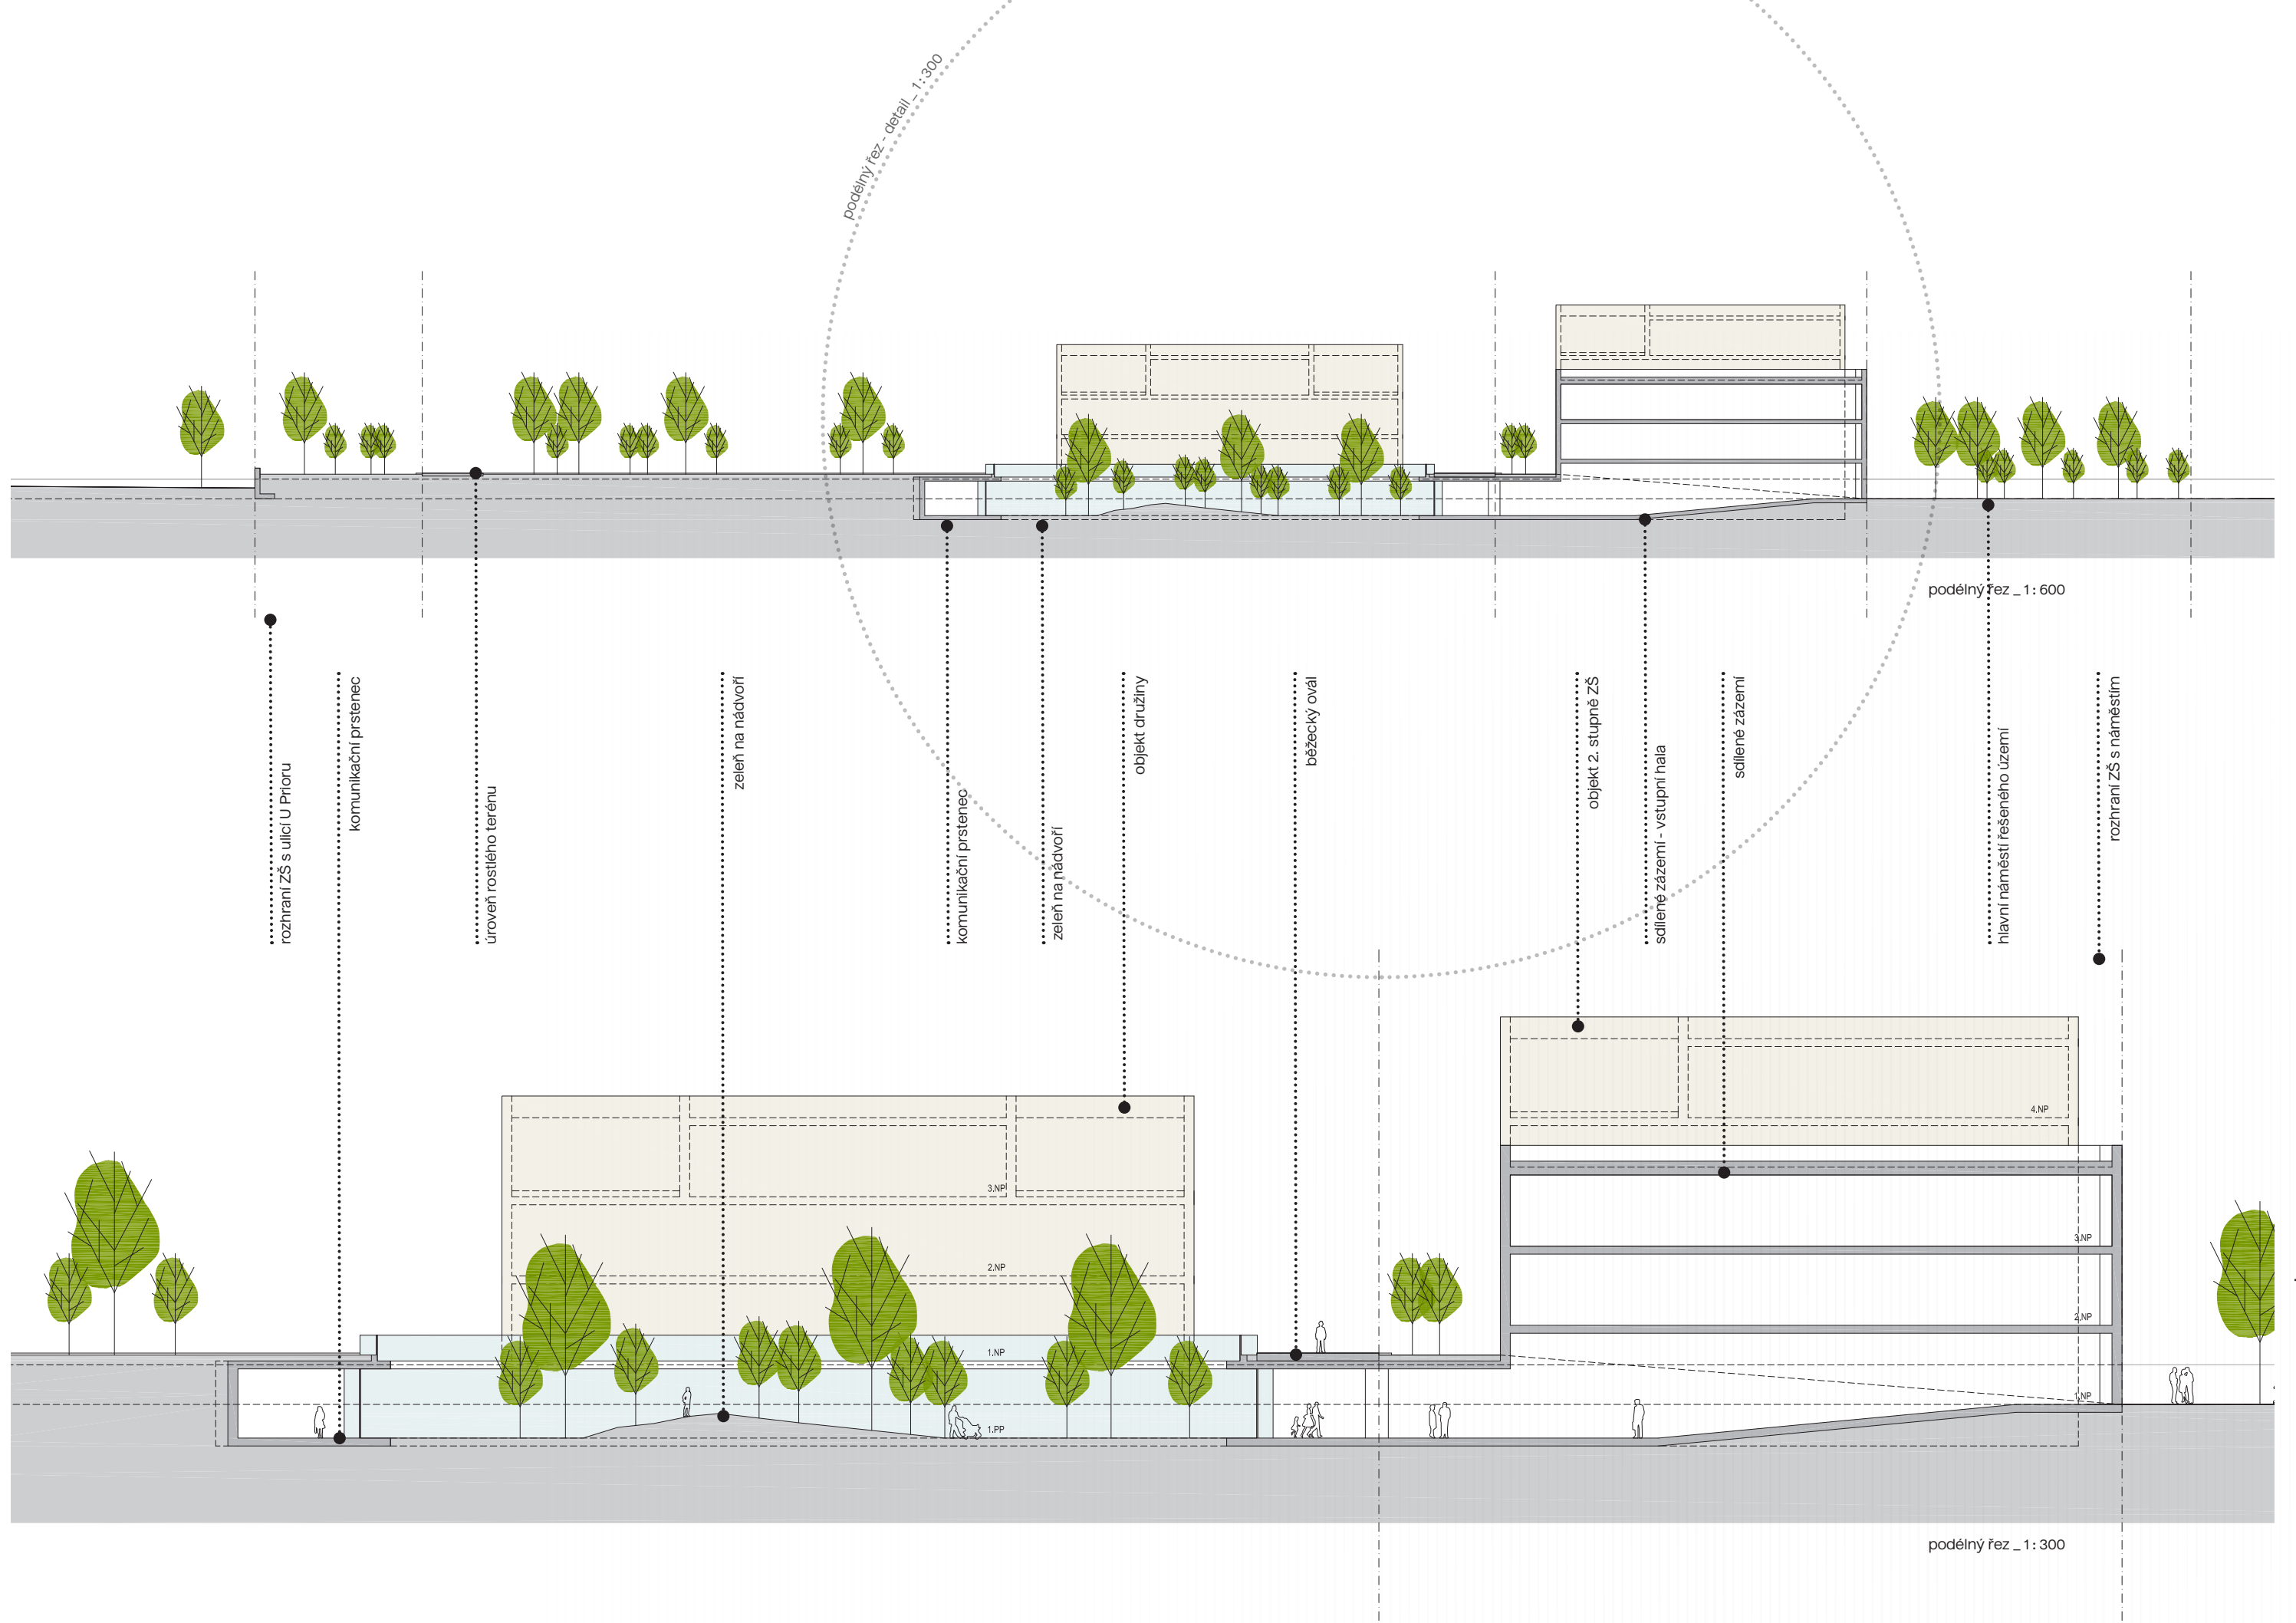 podélný řez - detail _ 1:300
podélný řez _ 1:600
rozhraní ZŠ s ulicí U Prioru
komunikační prstenec
úroveň rostlého terénu
zeleň na nádvoří
komunikační prstenec
zeleň na nádvoří
objekt družiny
běžecký ovál
objekt 2. stupně ZŠ
sdílené zázemí - vstupní hala
sdílené zázemí
hlavní náměstí řešeného území
rozhraní ZŠ s náměstím
4.NP
3.NP
3.NP
2.NP
2.NP
1.NP
1.NP
1.PP
podélný řez _ 1:300